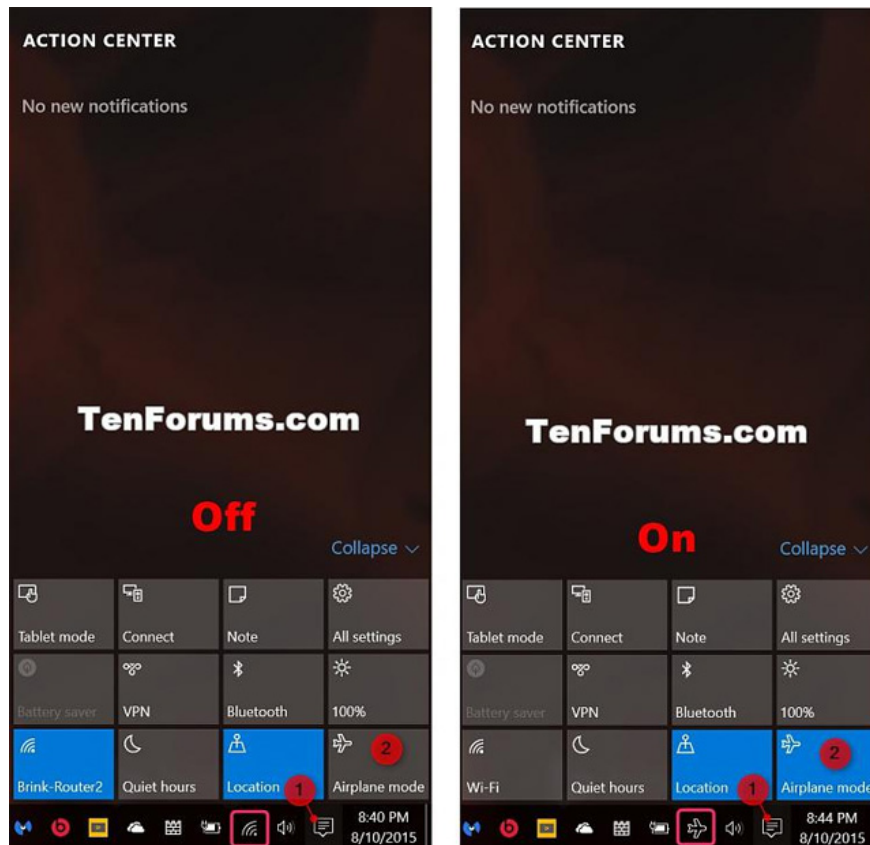 ACTION CENTER
No new notifications
TenForums.com
Off
Collapse
Tablet mode Connect Note All settings
Battery saver VPN Bluetooth 100%
2
Brink-Router2 Quiet hours Location Airplane mode
1
8:40 PM
8/10/2015
ACTION CENTER
No new notifications
TenForums.com
On
Collapse
Tablet mode Connect Note All settings
Battery saver VPN Bluetooth 100%
2
Wi-Fi Quiet hours Location Airplane mode
1
8:44 PM
8/10/2015